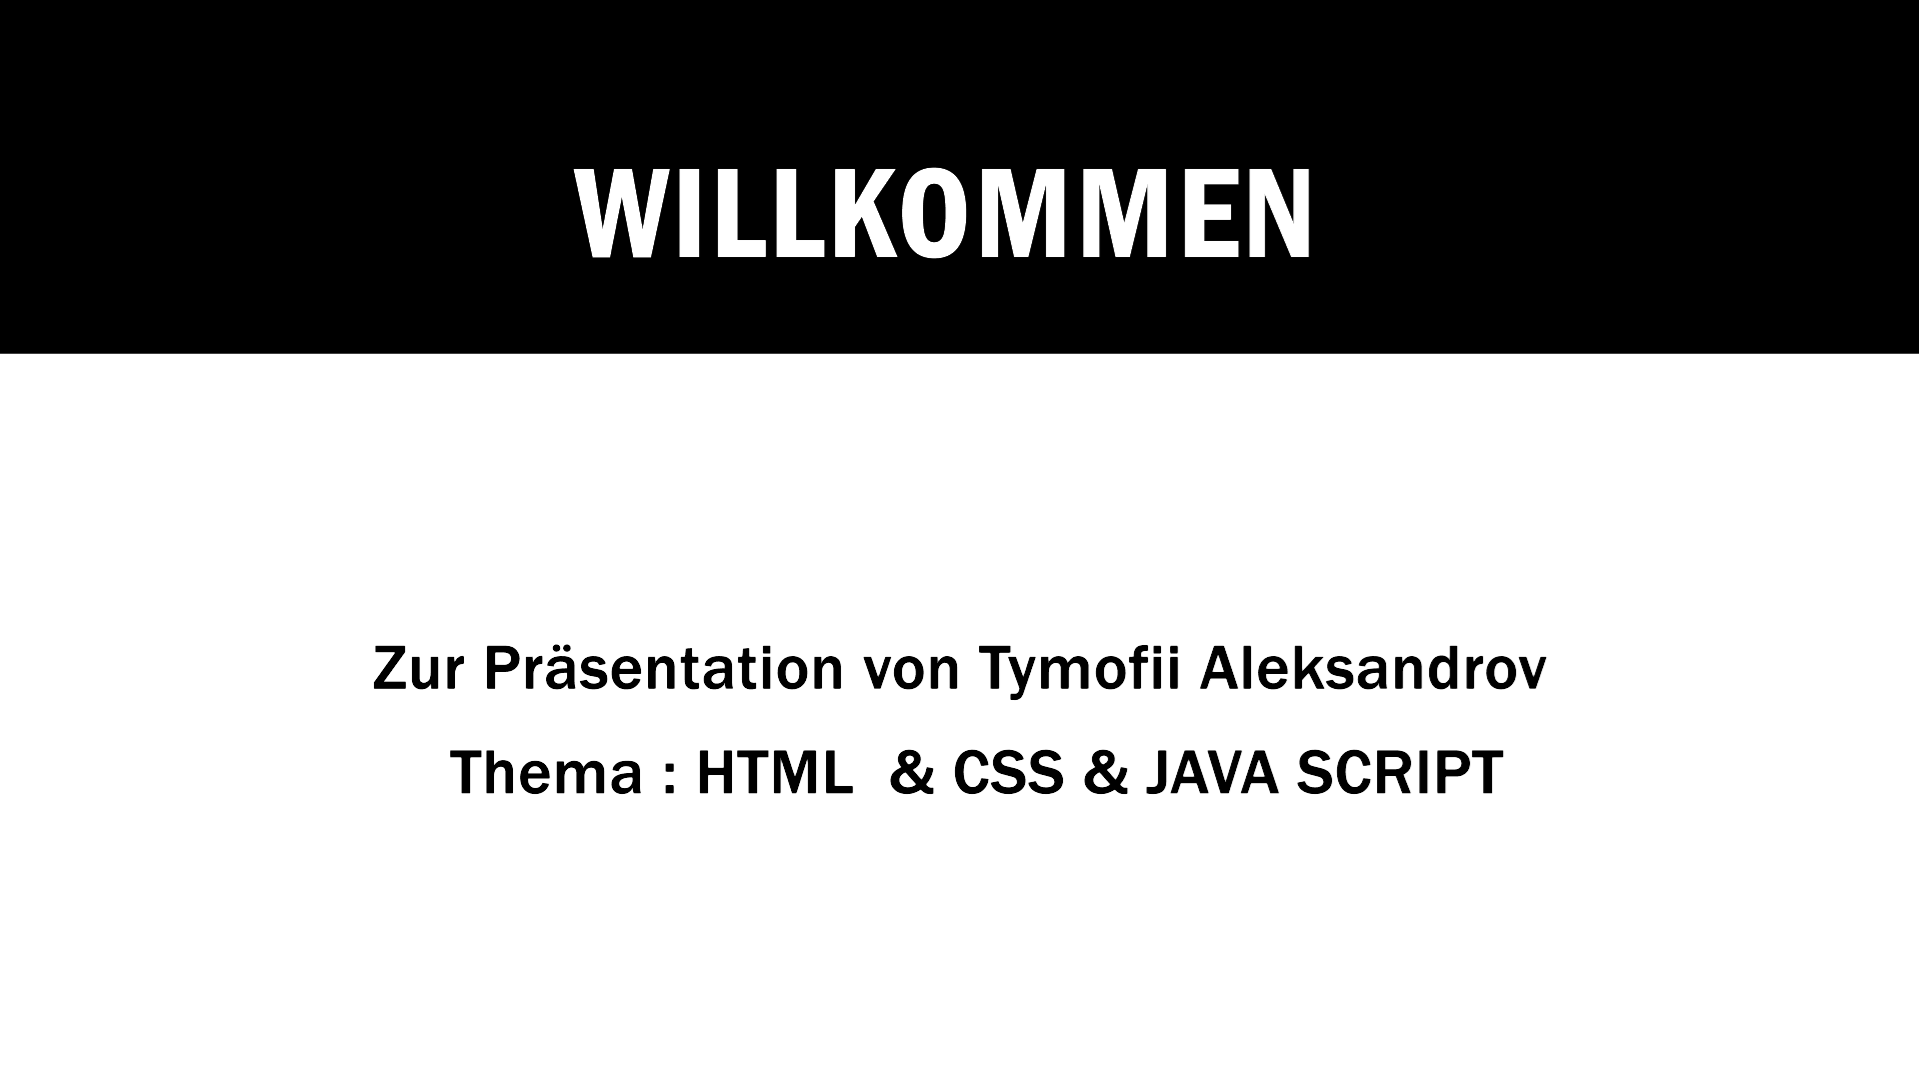 WILLKOMMEN
Zur Präsentation von Tymofii Aleksandrov
Thema : HTML  & CSS & JAVA SCRIPT